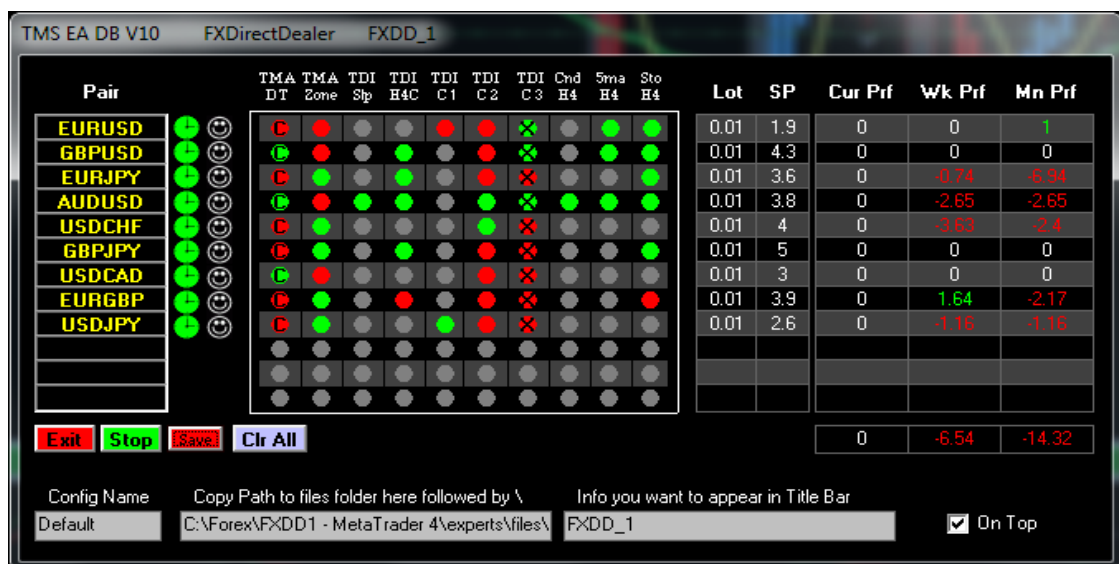 TMS EA DB V10 FXDirectDealer FXDD_1
Pair TMA DT TMA Zone TDI Slp TDI H4C TDI C1 TDI C2 TDI C3 Cnd H4 5ma H4 Sto H4 Lot SP Cur Prf Wk Prf Mn Prf
EURUSD C 0.01 1.9 0 0 1
GBPUSD C 0.01 4.3 0 0 0
EURJPY C 0.01 3.6 0 -0.74 -6.94
AUDUSD C 0.01 3.8 0 -2.65 -2.65
USDCHF C 0.01 4 0 -3.63 -2.4
GBPJPY C 0.01 5 0 0 0
USDCAD C 0.01 3 0 0 0
EURGBP C 0.01 3.9 0 1.64 -2.17
USDJPY C 0.01 2.6 0 -1.16 -1.16
Exit Stop Save Clr All 0 -6.54 -14.32
Config Name Copy Path to files folder here followed by \ Info you want to appear in Title Bar
Default C:\Forex\FXDD1 - MetaTrader 4\experts\files\ FXDD_1 On Top